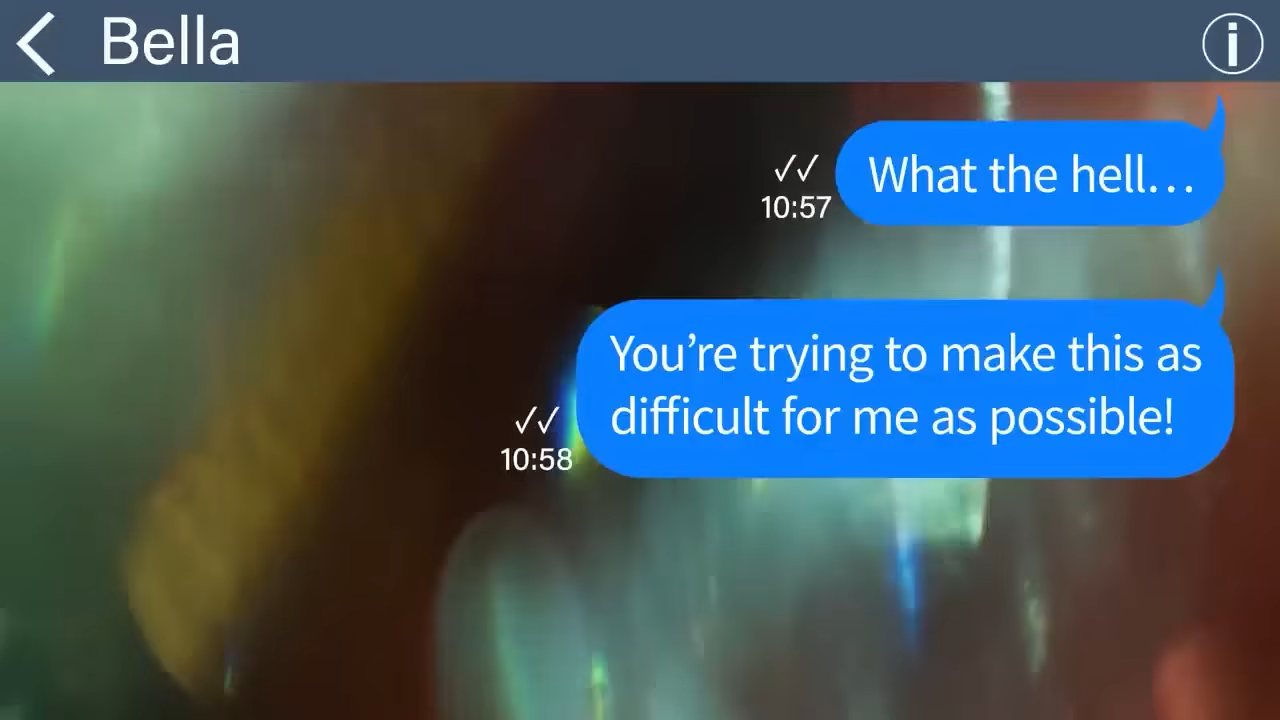 Bella
What the hell…
10:57
You’re trying to make this as
difficult for me as possible!
10:58